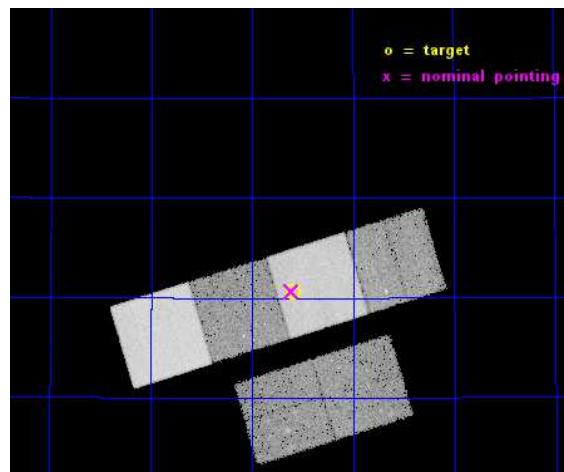 o = target
x = nominal pointing